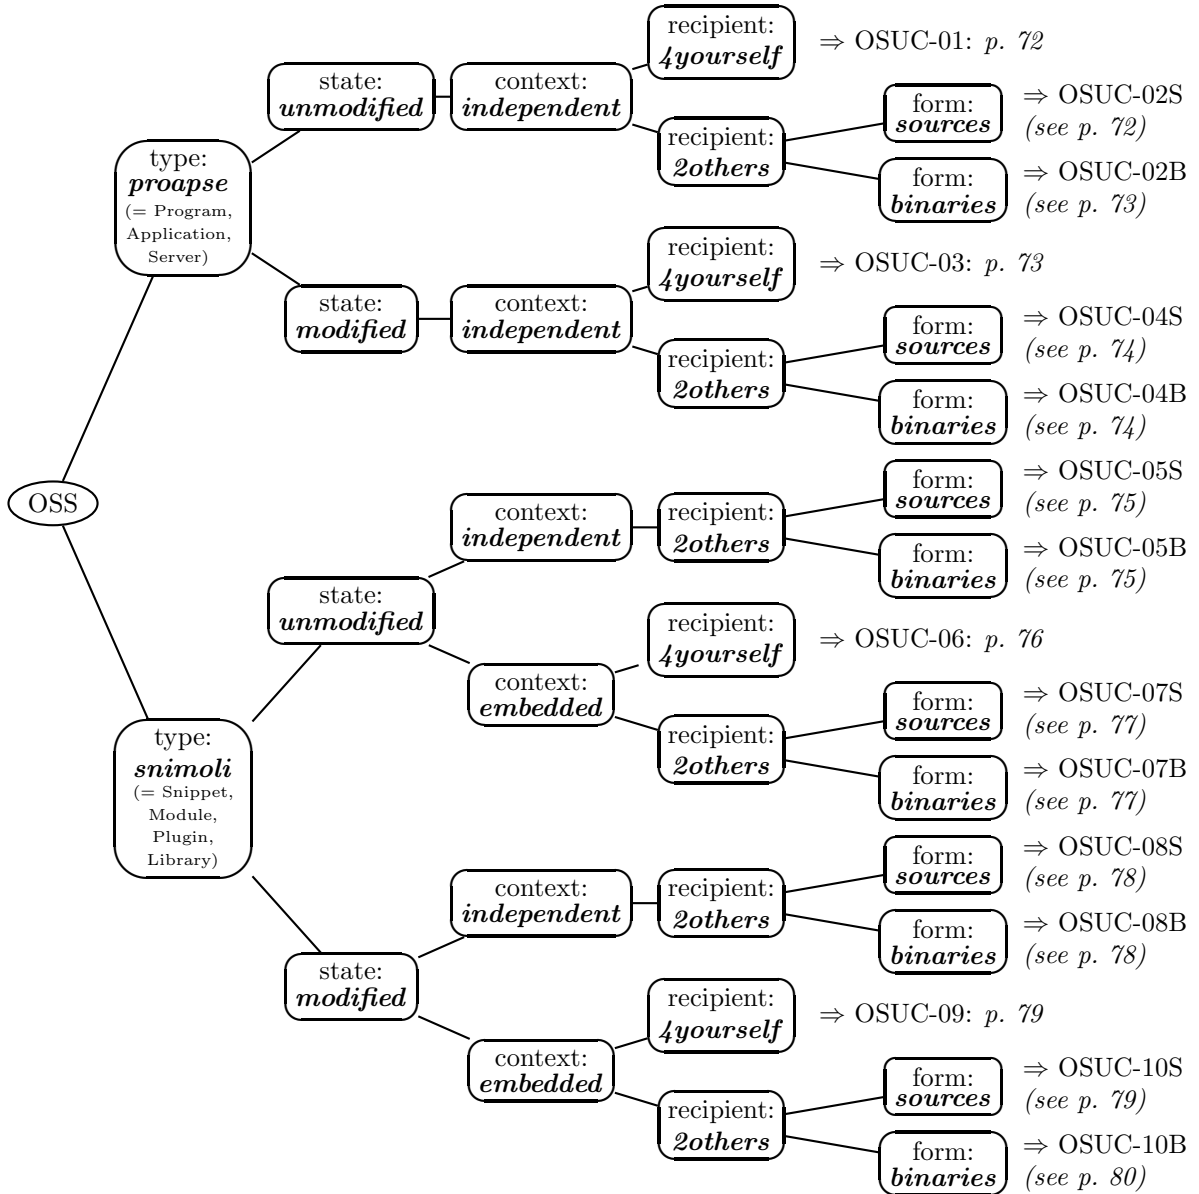 recipient:
4yourself
⇒ OSUC-01: p. 72
state:
unmodified
context:
independent
form:
sources
⇒ OSUC-02S
(see p. 72)
recipient:
2others
type:
proapse
(= Program,
Application,
Server)
form:
binaries
⇒ OSUC-02B
(see p. 73)
recipient:
4yourself
⇒ OSUC-03: p. 73
state:
modified
context:
independent
form:
sources
⇒ OSUC-04S
(see p. 74)
recipient:
2others
form:
binaries
⇒ OSUC-04B
(see p. 74)
OSS
form:
sources
⇒ OSUC-05S
(see p. 75)
context:
independent
recipient:
2others
form:
binaries
⇒ OSUC-05B
(see p. 75)
state:
unmodified
recipient:
4yourself
⇒ OSUC-06: p. 76
context:
embedded
form:
sources
⇒ OSUC-07S
(see p. 77)
recipient:
2others
type:
snimoli
(= Snippet,
Module,
Plugin,
Library)
form:
binaries
⇒ OSUC-07B
(see p. 77)
form:
sources
⇒ OSUC-08S
(see p. 78)
context:
independent
recipient:
2others
form:
binaries
⇒ OSUC-08B
(see p. 78)
state:
modified
recipient:
4yourself
⇒ OSUC-09: p. 79
context:
embedded
form:
sources
⇒ OSUC-10S
(see p. 79)
recipient:
2others
form:
binaries
⇒ OSUC-10B
(see p. 80)